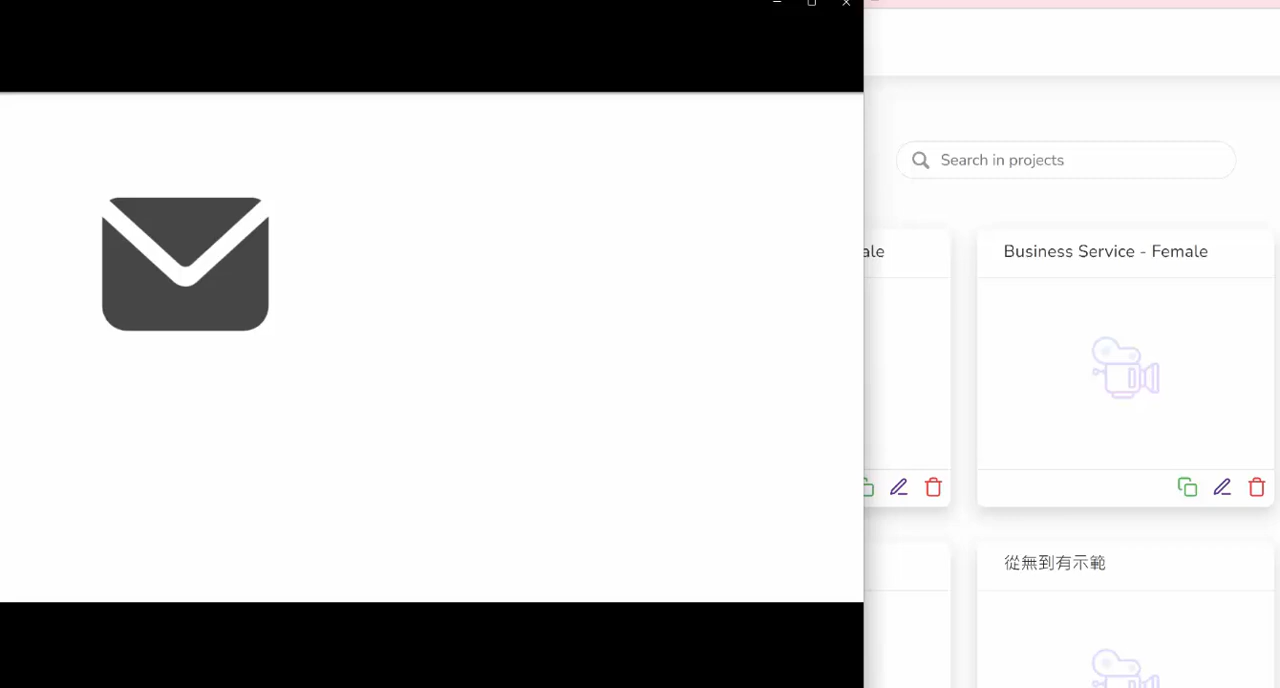 Search in projects
ale
Business Service - Female
從無到有示範